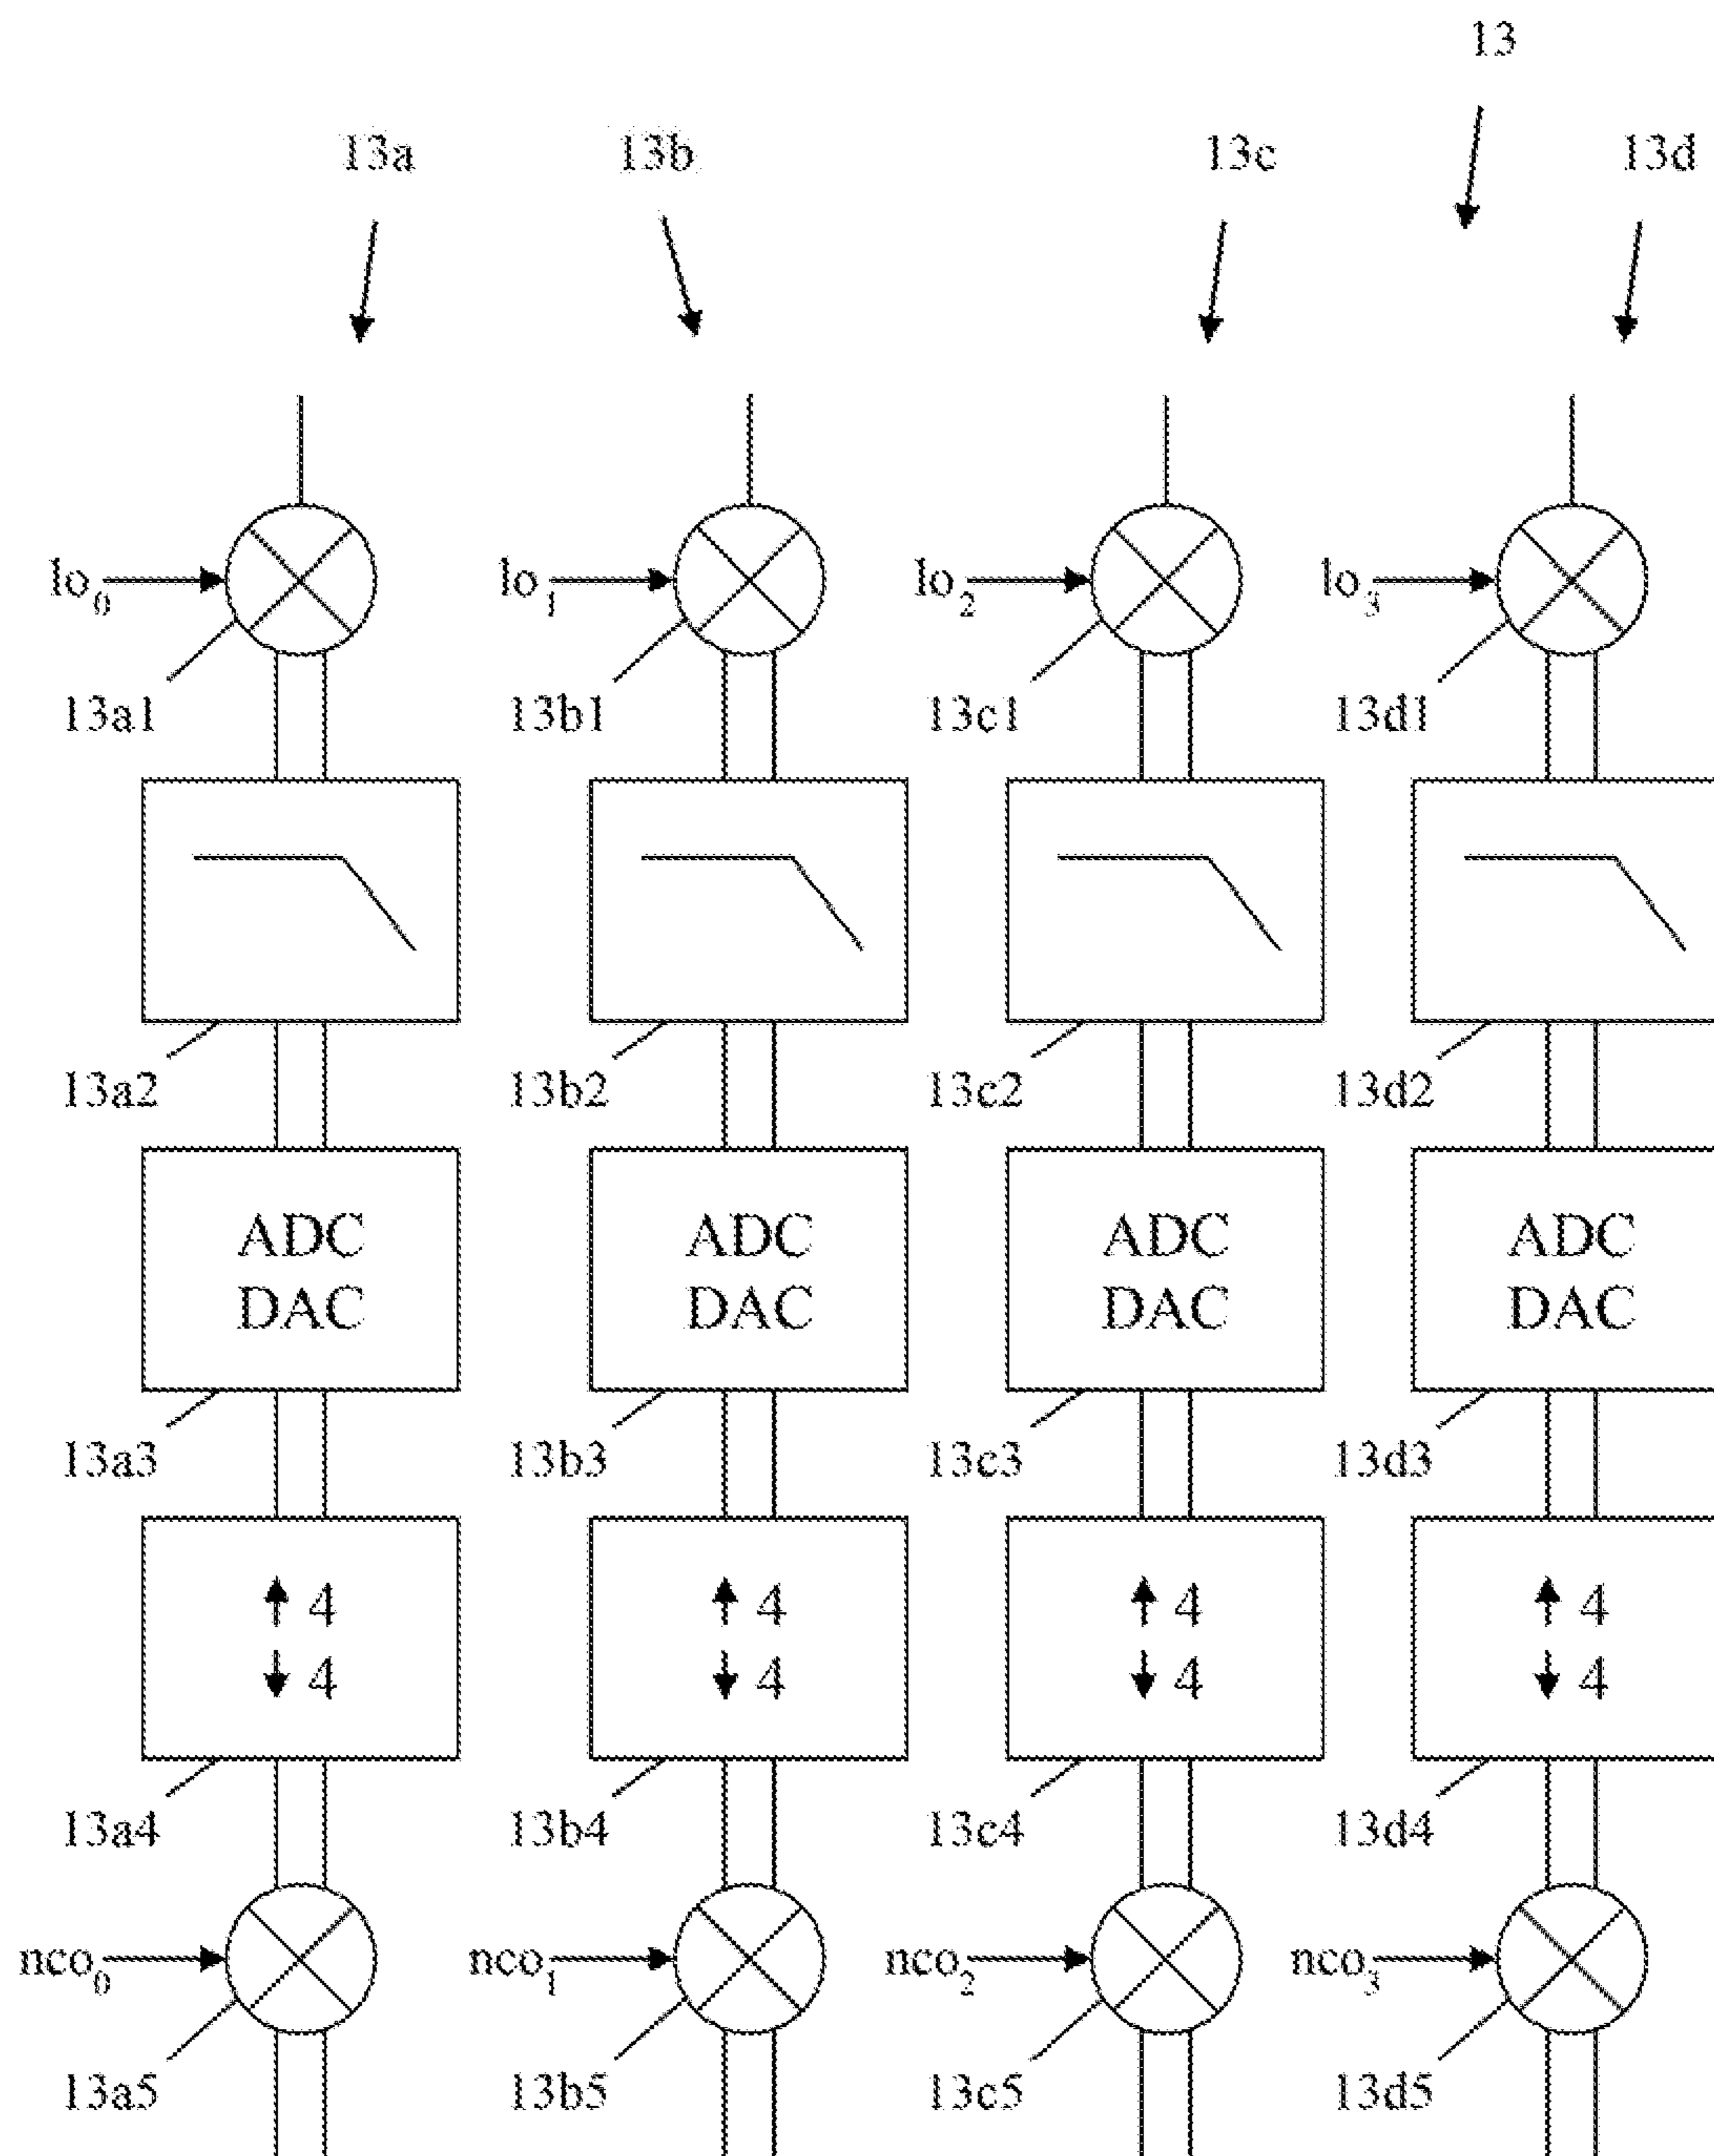 13
13a 13b 13c 13d
lo0 lo1 lo2 lo3
13a1 13b1 13c1 13d1
13a2 13b2 13c2 13d2
ADC ADC ADC ADC
DAC DAC DAC DAC
13a3 13b3 13c3 13d3
↑ 4 ↑ 4 ↑ 4 ↑ 4
↓ 4 ↓ 4 ↓ 4 ↓ 4
13a4 13b4 13c4 13d4
nco0 nco1 nco2 nco3
13a5 13b5 13c5 13d5